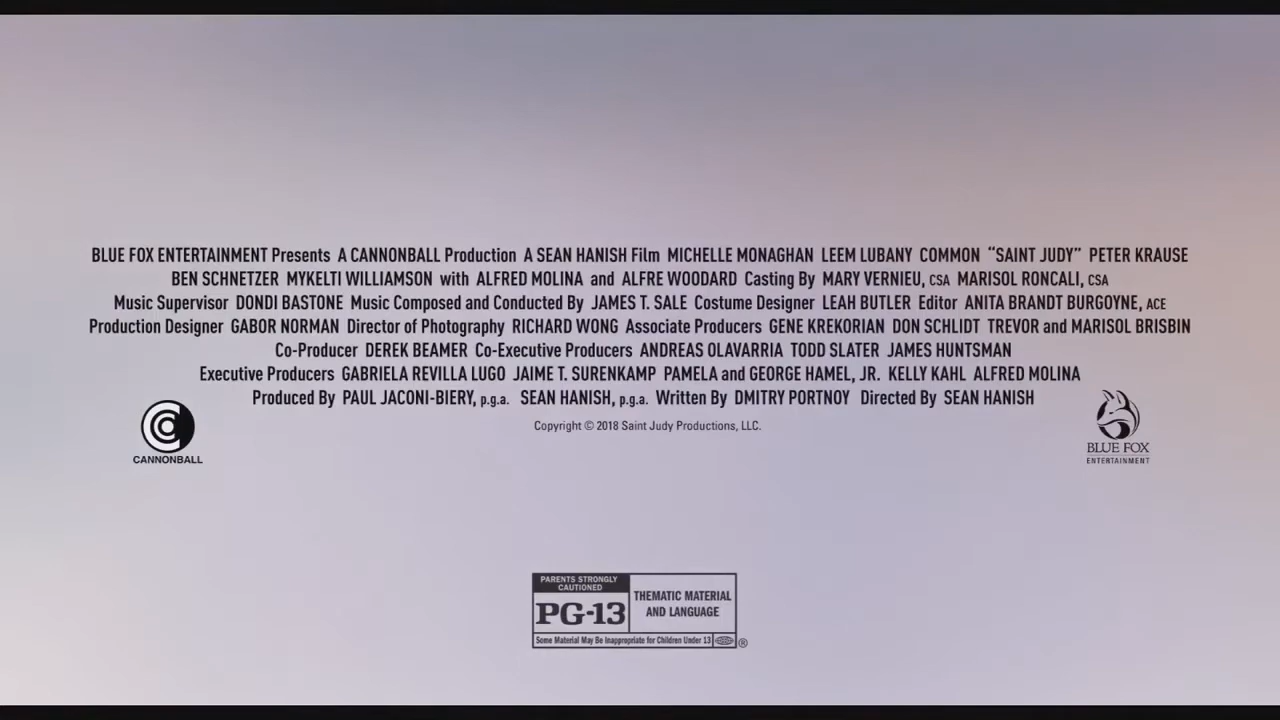 BLUE FOX ENTERTAINMENT Presents A CANNONBALL Production A SEAN HANISH Film MICHELLE MONAGHAN LEEM LUBANY COMMON “SAINT JUDY” PETER KRAUSE
BEN SCHNETZER MYKELTI WILLIAMSON with ALFRED MOLINA and ALFRE WOODARD Casting By MARY VERNIEU, CSA MARISOL RONCALI, CSA
Music Supervisor DONDI BASTONE Music Composed and Conducted By JAMES T. SALE Costume Designer LEAH BUTLER Editor ANITA BRANDT BURGOYNE, ACE
Production Designer GABOR NORMAN Director of Photography RICHARD WONG Associate Producers GENE KREKORIAN DON SCHLIDT TREVOR and MARISOL BRISBIN
Co-Producer DEREK BEAMER Co-Executive Producers ANDREAS OLAVARRIA TODD SLATER JAMES HUNTSMAN
Executive Producers GABRIELA REVILLA LUGO JAIME T. SURENKAMP PAMELA and GEORGE HAMEL, JR. KELLY KAHL ALFRED MOLINA
Produced By PAUL JACONI-BIERY, p.g.a. SEAN HANISH, p.g.a. Written By DMITRY PORTNOY Directed By SEAN HANISH
Copyright © 2018 Saint Judy Productions, LLC.
CANNONBALL
BLUE FOX
ENTERTAINMENT
PARENTS STRONGLY
CAUTIONED
PG-13
THEMATIC MATERIAL
AND LANGUAGE
Some Material May Be Inappropriate for Children Under 13
®